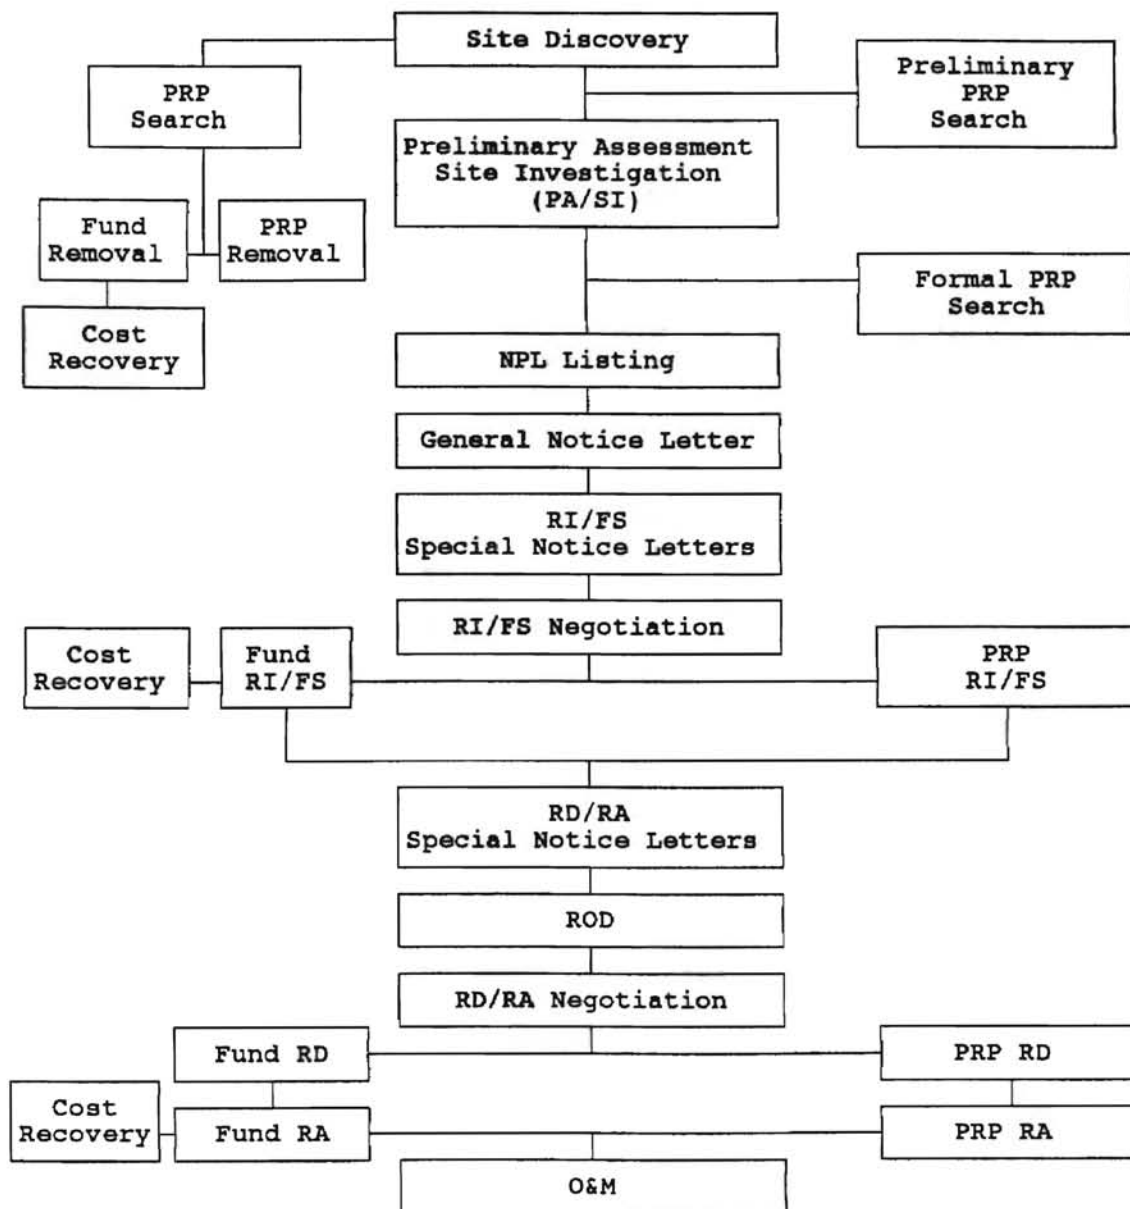 Site Discovery
PRP
Search
Preliminary
PRP
Search
Preliminary Assessment
Site Investigation
(PA/SI)
Fund
Removal
PRP
Removal
Cost
Recovery
Formal PRP
Search
NPL Listing
General Notice Letter
RI/FS
Special Notice Letters
RI/FS Negotiation
Cost
Recovery
Fund
RI/FS
PRP
RI/FS
RD/RA
Special Notice Letters
ROD
RD/RA Negotiation
Fund RD
PRP RD
Cost
Recovery
Fund RA
PRP RA
O&M